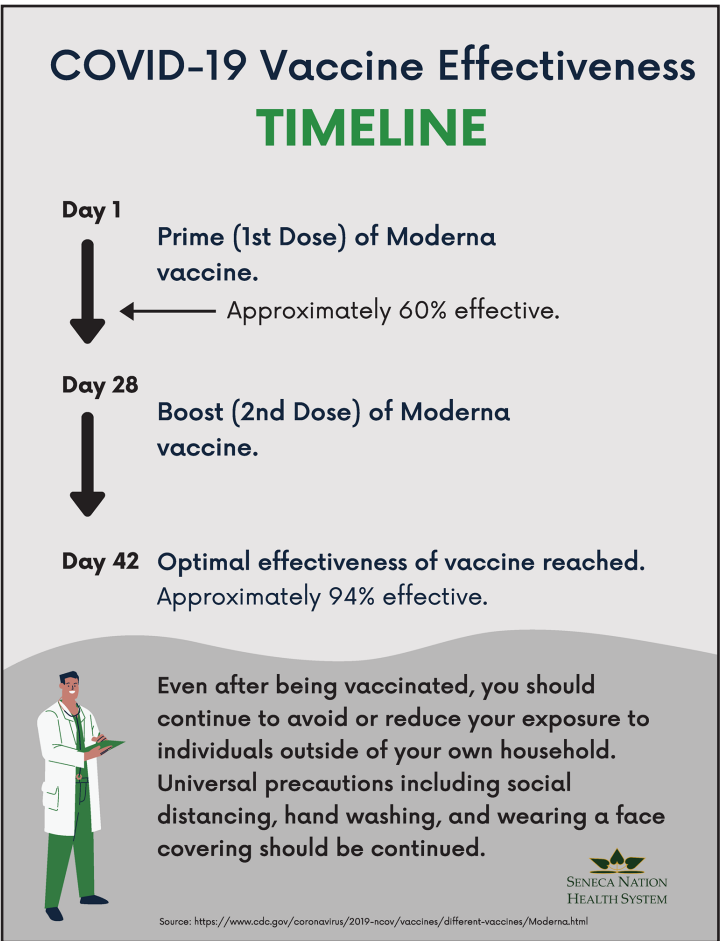 COVID-19 Vaccine Effectiveness
TIMELINE
Day 1
Prime (1st Dose) of Moderna
vaccine.
Approximately 60% effective.
Day 28
Boost (2nd Dose) of Moderna
vaccine.
Day 42
Optimal effectiveness of vaccine reached.
Approximately 94% effective.
Even after being vaccinated, you should
continue to avoid or reduce your exposure to
individuals outside of your own household.
Universal precautions including social
distancing, hand washing, and wearing a face
covering should be continued.
SENECA NATION
HEALTH SYSTEM
Source: https://www.cdc.gov/coronavirus/2019-ncov/vaccines/different-vaccines/Moderna.html